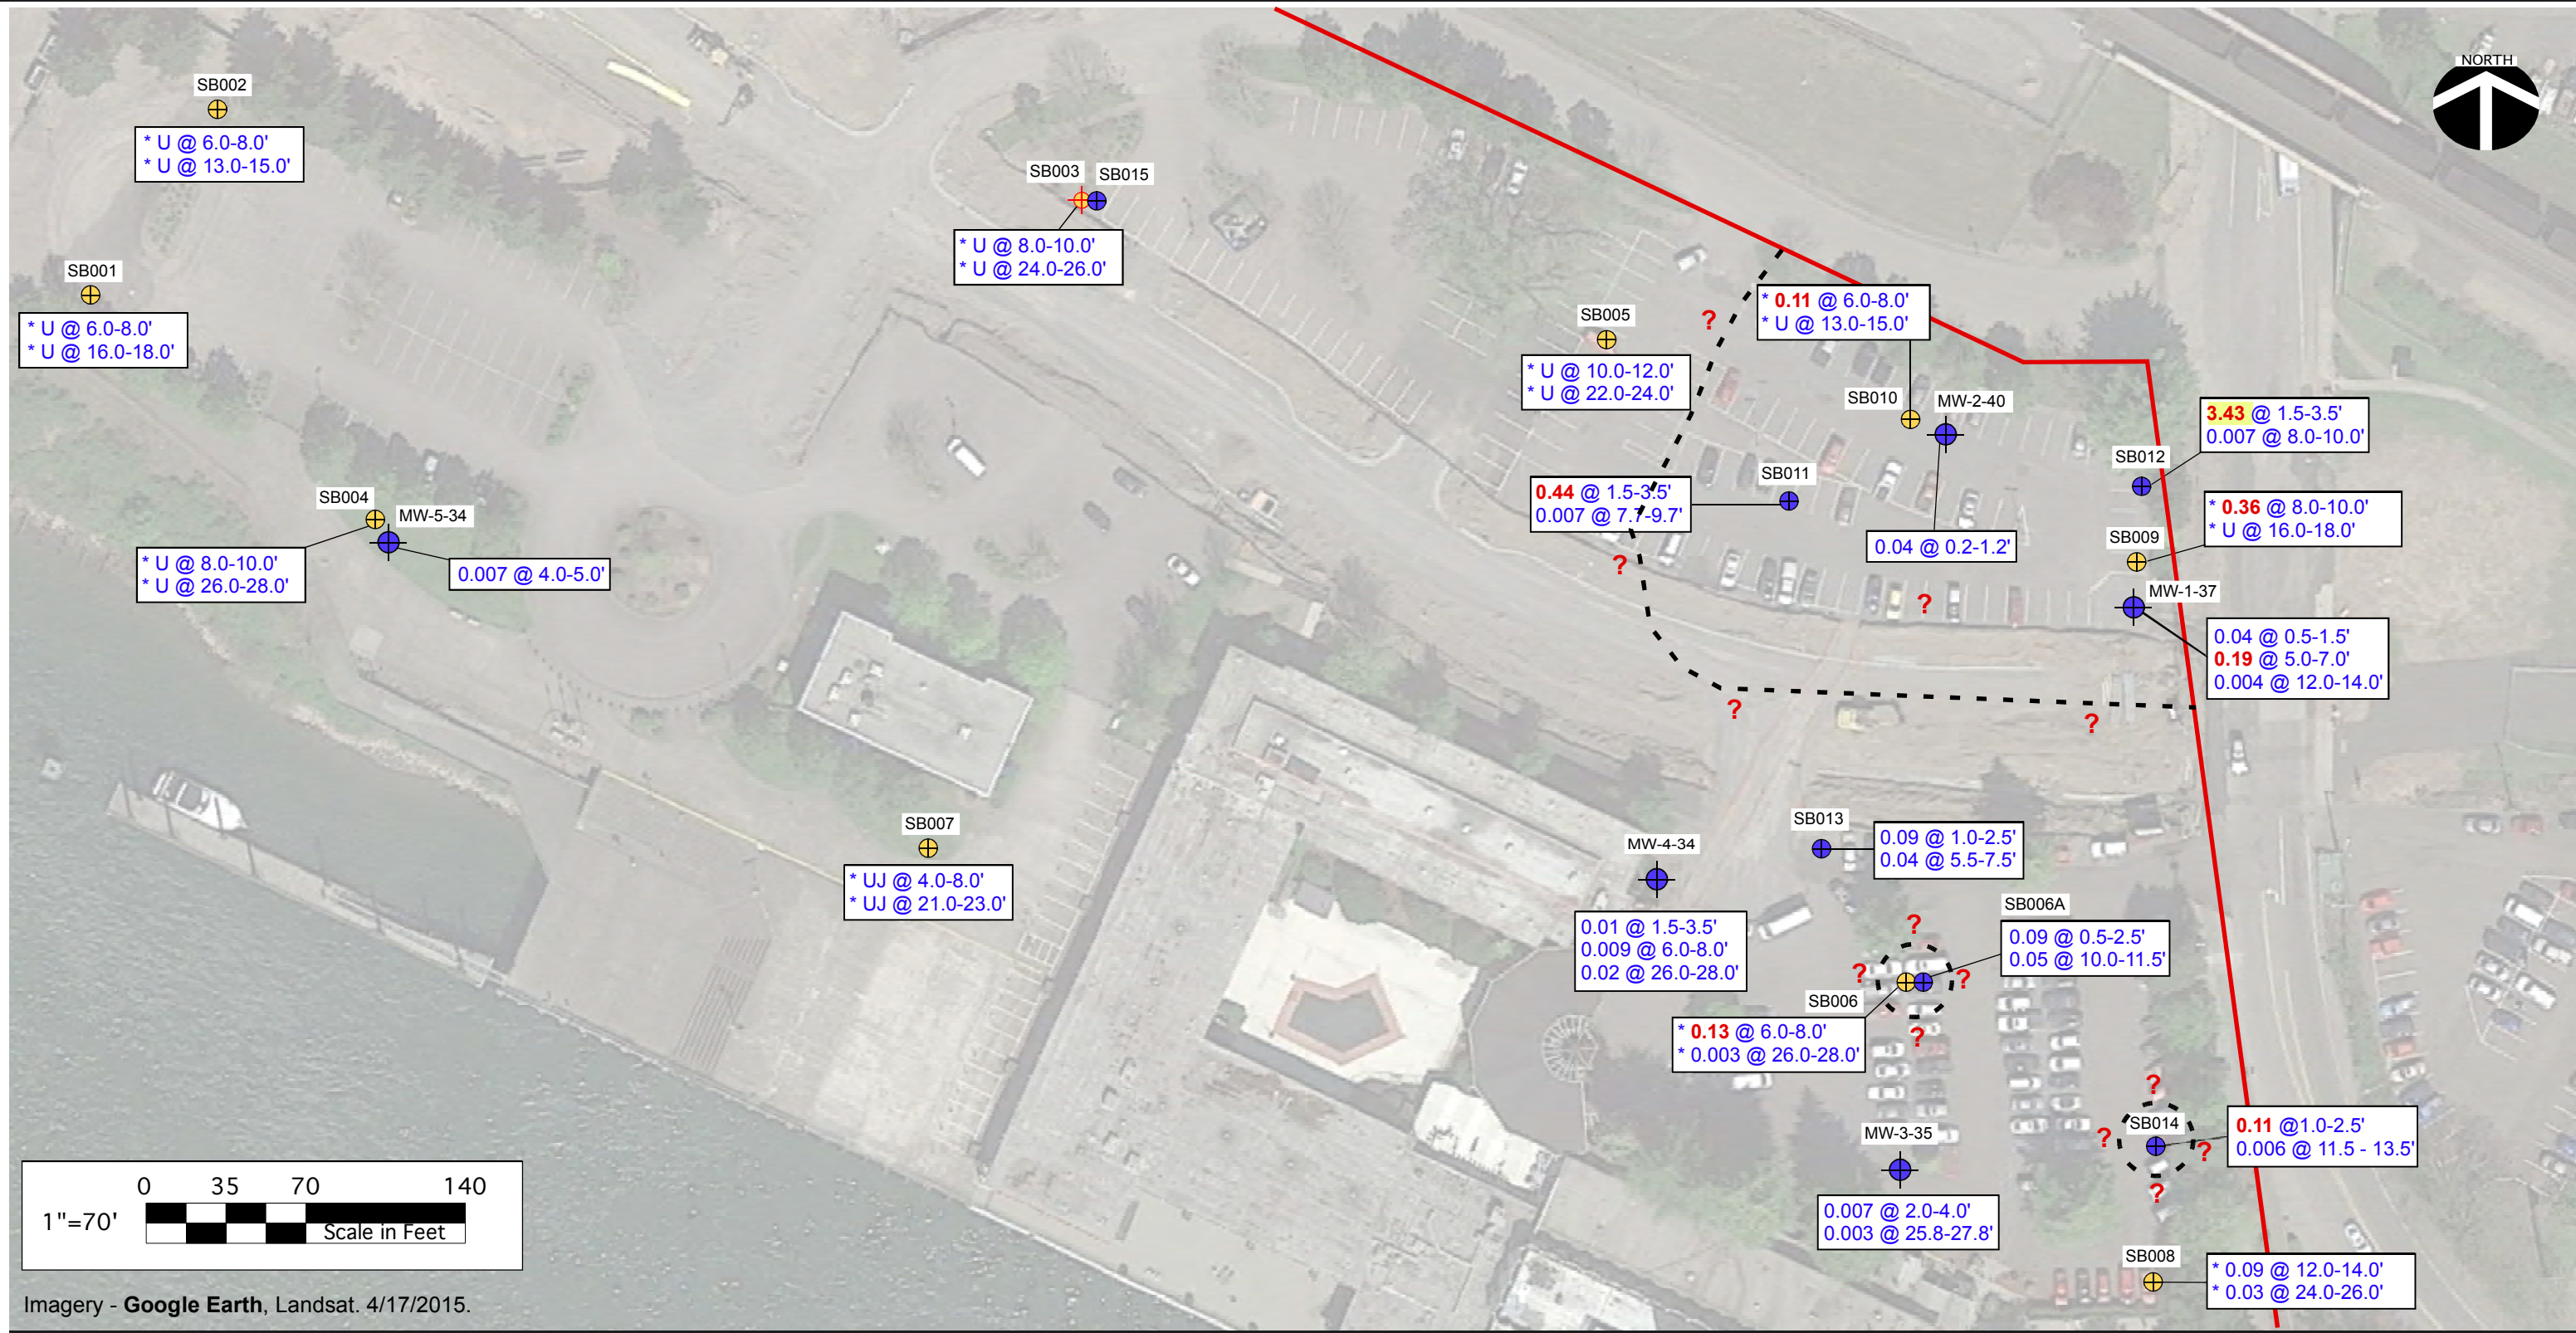 NORTH
SB002
* U @ 6.0-8.0'
* U @ 13.0-15.0'
SB003
SB015
* U @ 8.0-10.0'
* U @ 24.0-26.0'
SB001
* U @ 6.0-8.0'
* U @ 16.0-18.0'
SB005
* U @ 10.0-12.0'
* U @ 22.0-24.0'
?
* 0.11 @ 6.0-8.0'
* U @ 13.0-15.0'
SB010
MW-2-40
0.04 @ 0.2-1.2'
3.43 @ 1.5-3.5'
0.007 @ 8.0-10.0'
SB012
SB011
0.44 @ 1.5-3.5'
0.007 @ 7.7-9.7'
?
* 0.36 @ 8.0-10.0'
* U @ 16.0-18.0'
SB009
MW-1-37
0.04 @ 0.5-1.5'
0.19 @ 5.0-7.0'
0.004 @ 12.0-14.0'
?
?
?
SB004
MW-5-34
* U @ 8.0-10.0'
* U @ 26.0-28.0'
0.007 @ 4.0-5.0'
SB007
* UJ @ 4.0-8.0'
* UJ @ 21.0-23.0'
MW-4-34
0.01 @ 1.5-3.5'
0.009 @ 6.0-8.0'
0.02 @ 26.0-28.0'
SB013
0.09 @ 1.0-2.5'
0.04 @ 5.5-7.5'
SB006A
0.09 @ 0.5-2.5'
0.05 @ 10.0-11.5'
?
?
?
?
SB006
* 0.13 @ 6.0-8.0'
* 0.003 @ 26.0-28.0'
MW-3-35
0.007 @ 2.0-4.0'
0.003 @ 25.8-27.8'
?
?
?
?
SB014
0.11 @1.0-2.5'
0.006 @ 11.5 - 13.5'
SB008
* 0.09 @ 12.0-14.0'
* 0.03 @ 24.0-26.0'
0 35 70 140
1"=70'
Scale in Feet
Imagery - Google Earth, Landsat. 4/17/2015.